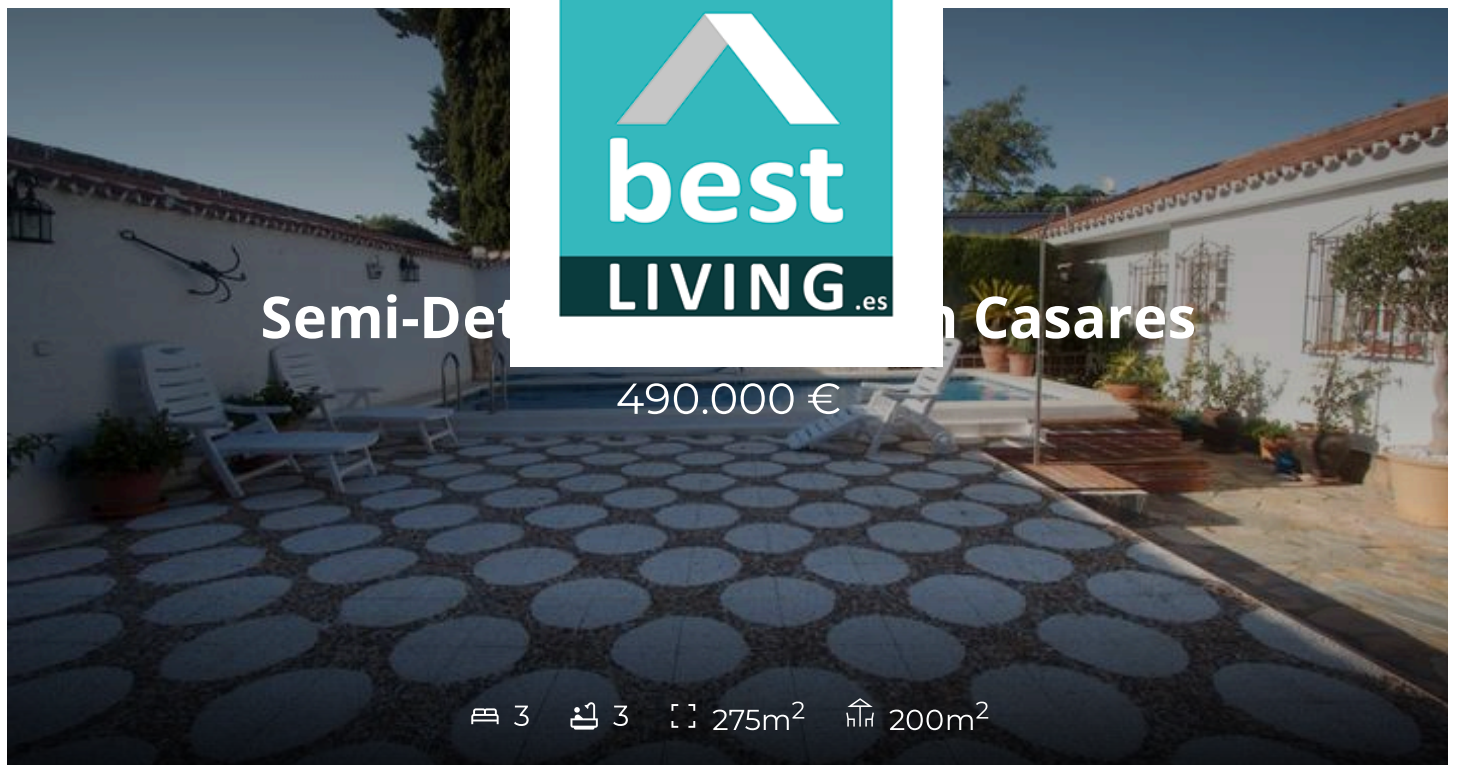 best
LIVING.es
Semi-Det n Casares
490.000 €
3 3 275m² 200m²